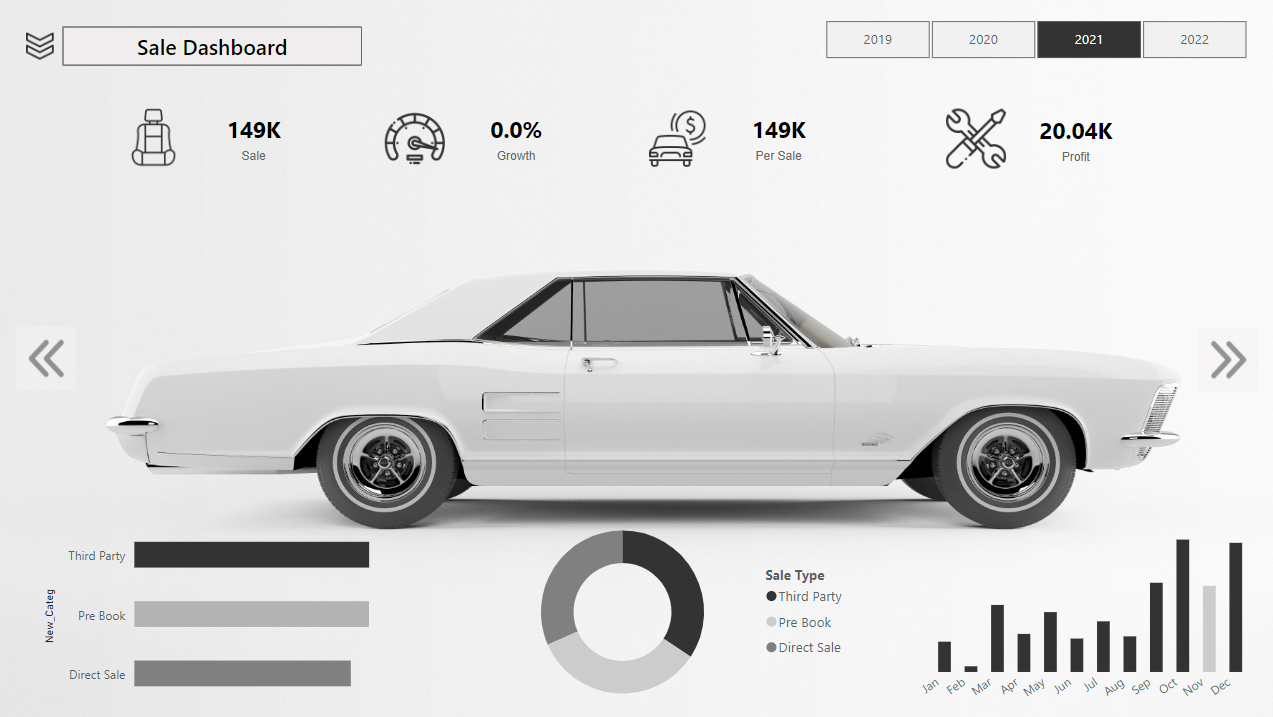 Sale Dashboard
2019
2020
2021
2022
149K
Sale
0.0%
Growth
$
149K
Per Sale
20.04K
Profit
New_Categ
Third Party
Pre Book
Direct Sale
Sale Type
Third Party
Pre Book
Direct Sale
Jan
Feb
Mar
Apr
May
Jun
Jul
Aug
Sep
Oct
Nov
Dec